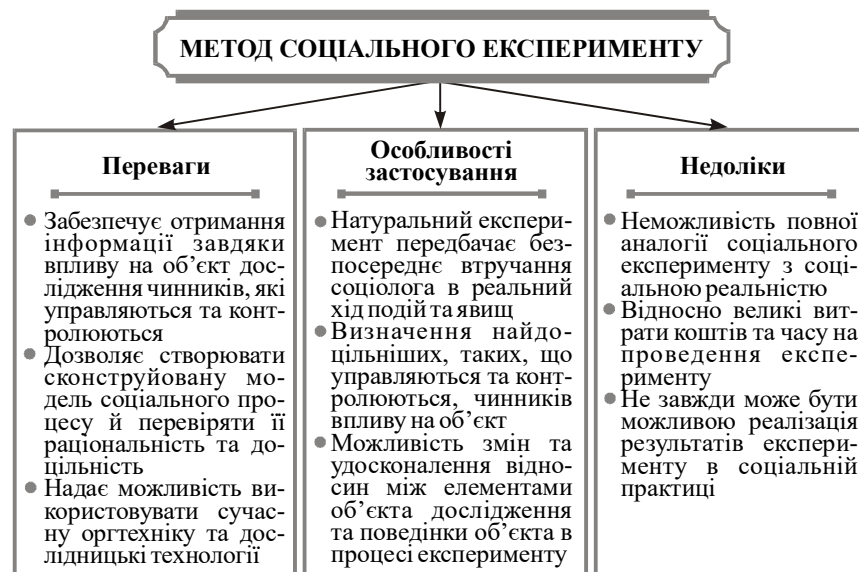 МЕТОД СОЦІАЛЬНОГО ЕКСПЕРИМЕНТУ
Переваги
Забезпечує отримання
інформації завдяки
впливу на об’єкт дос-
лідження чинників, які
управляються та конт-
ролюються
Дозволяє створювати
сконструйовану мо-
дель соціального про-
цесу й перевіряти її
раціональність та до-
цільність
Надає можливість ви-
користовувати сучас-
ну оргтехніку та дос-
лідницькі технології
Особливості
застосування
Натуральний експери-
мент передбачає без-
посереднє втручання
соціолога в реальний
хід подій та явищ
Визначення найдо-
цільніших, таких, що
управляються та конт-
ролюються, чинників
впливу на об’єкт
Можливість змін та
удосконалення відно-
син між елементами
об’єкта дослідження
та поведінки об’єкта в
процесі експерименту
Недоліки
Неможливість повної
аналогії соціального
експерименту з соці-
альною реальністю
Відносно великі вит-
рати коштів та часу на
проведення експе-
рименту
Не завжди може бути
можливою реалізація
результатів експери-
менту в соціальній
практиці